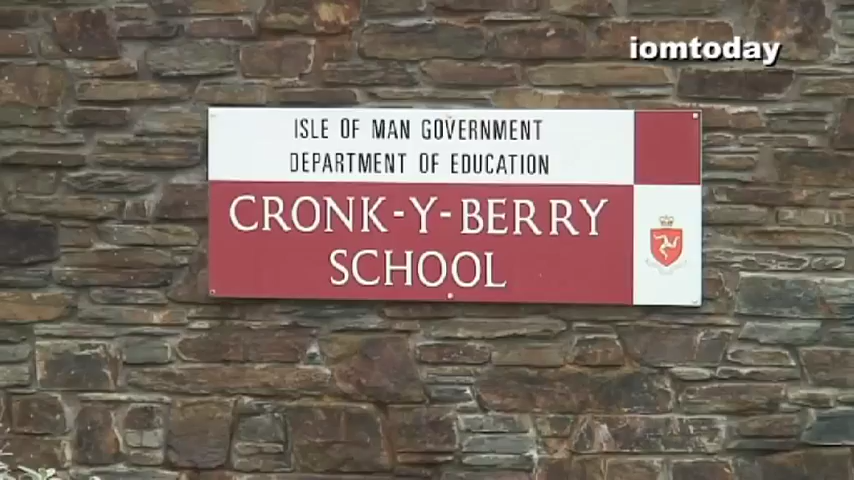 iomtoday
ISLE OF MAN GOVERNMENT
DEPARTMENT OF EDUCATION
CRONK-Y-BERRY
SCHOOL